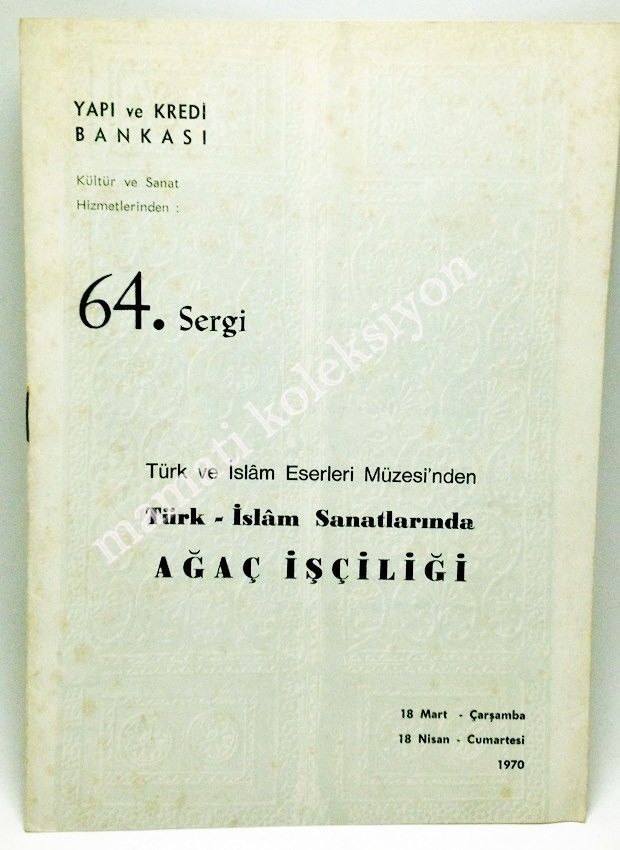 YAPI ve KREDİ
BANKASI
Kültür ve Sanat
Hizmetlerinden :
64. Sergi
mamati koleksiyon
Türk ve İslâm Eserleri Müzesi'nden
Türk - İslâm Sanatlarında
AĞAÇ İŞÇİLİĞİ
18 Mart - Çarşamba
18 Nisan - Cumartesi
1970